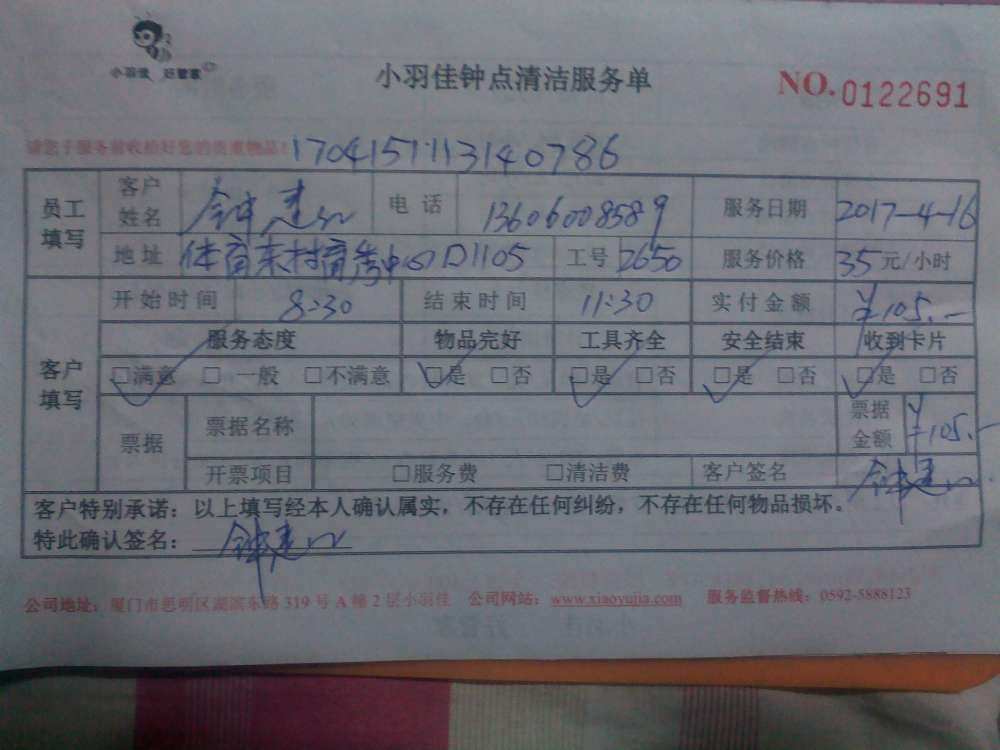 小羽佳 好管家
小羽佳钟点清洁服务单
NO. 0122691
请您于服务前收拾好您的贵重物品! 1704151113140786
员工填写 客户姓名 电话 13606008589 服务日期 2017-4-16
地址 体育东村 D1105 工号 2650 服务价格 35元/小时
客户填写 开始时间 8:30 结束时间 11:30 实付金额 ¥105.-
服务态度 物品完好 工具齐全 安全结束 收到卡片
□满意 □一般 □不满意 □是 □否 □是 □否 □是 □否 □是 □否
票据 票据名称 票据金额 ¥105.-
开票项目 □服务费 □清洁费 客户签名
客户特别承诺:以上填写经本人确认属实,不存在任何纠纷,不存在任何物品损坏。
特此确认签名:
公司地址:厦门市思明区湖滨东路319号A幢2层小羽佳 公司网站:www.xiaoyujia.com 服务监督热线:0592-5888123